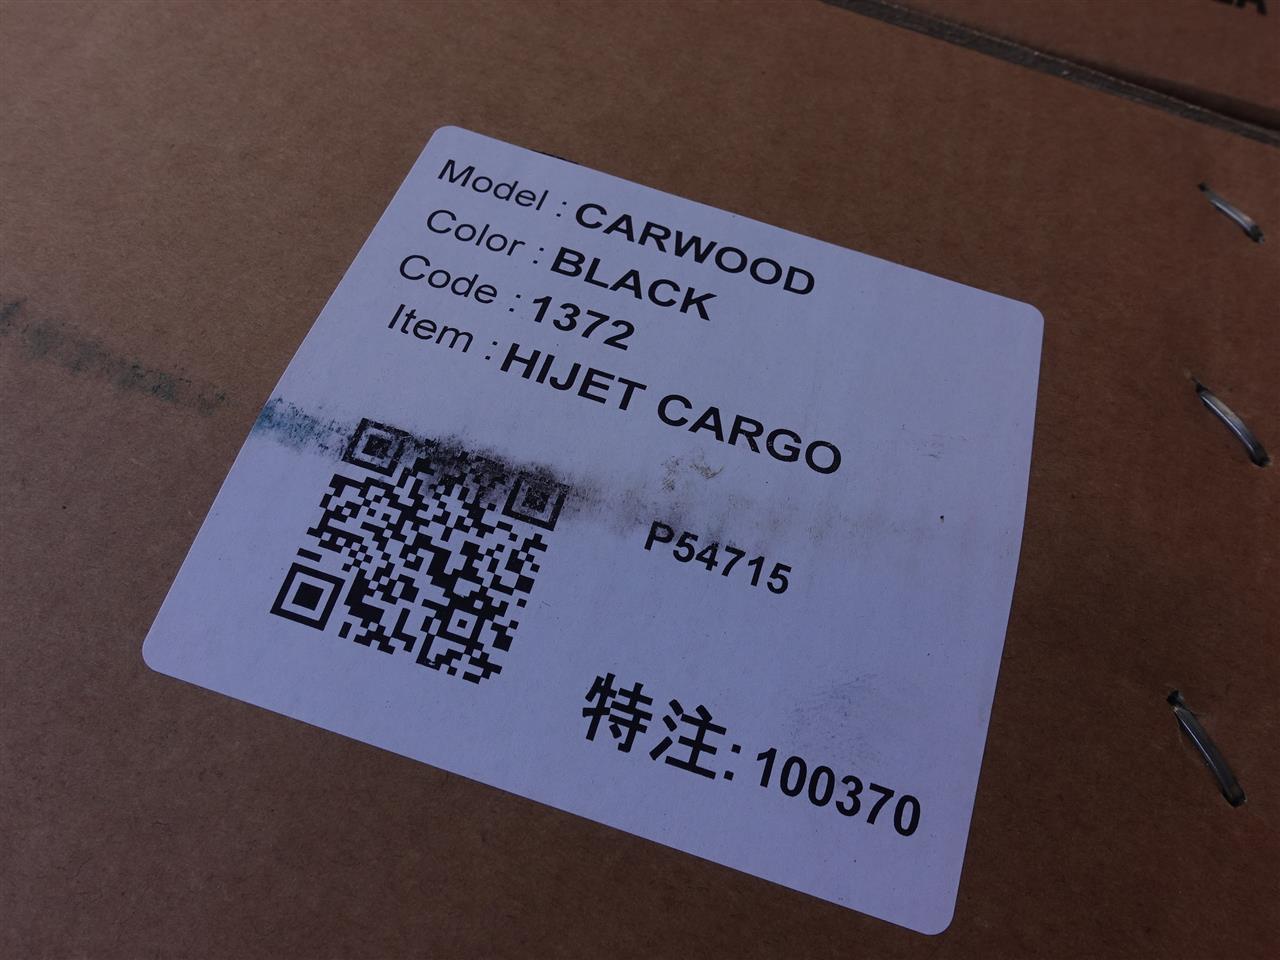 Model : CARWOOD
Color : BLACK
Code : 1372
Item : HIJET CARGO
P54715
特注: 100370